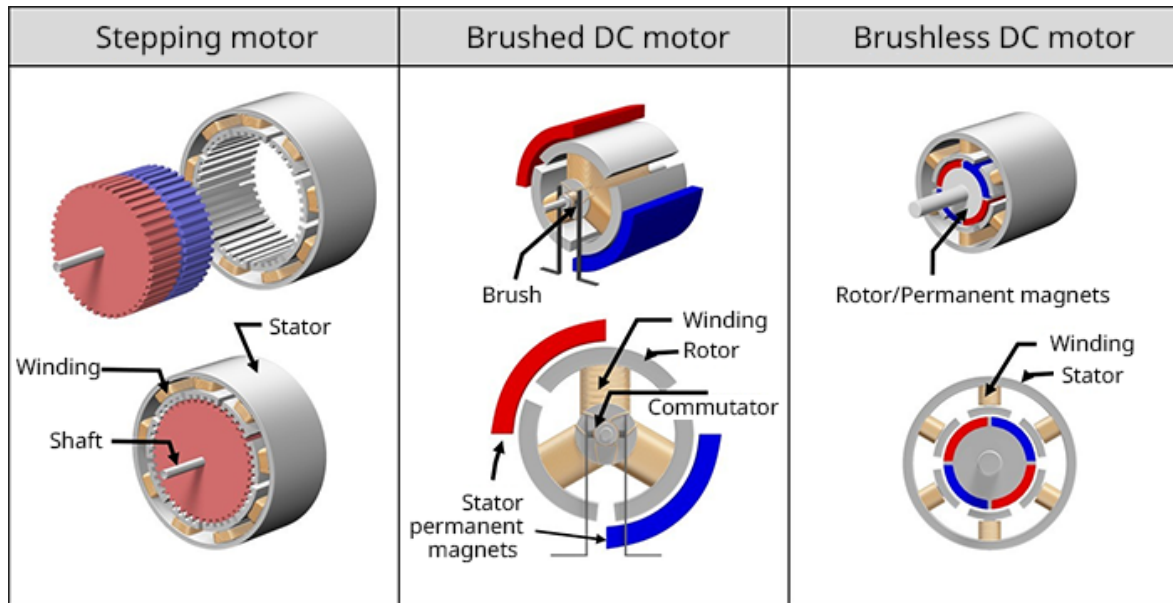 Stepping motor
Brushed DC motor
Brushless DC motor
Stator
Winding
Shaft
Brush
Winding
Rotor
Commutator
Stator
permanent
magnets
Rotor/Permanent magnets
Winding
Stator